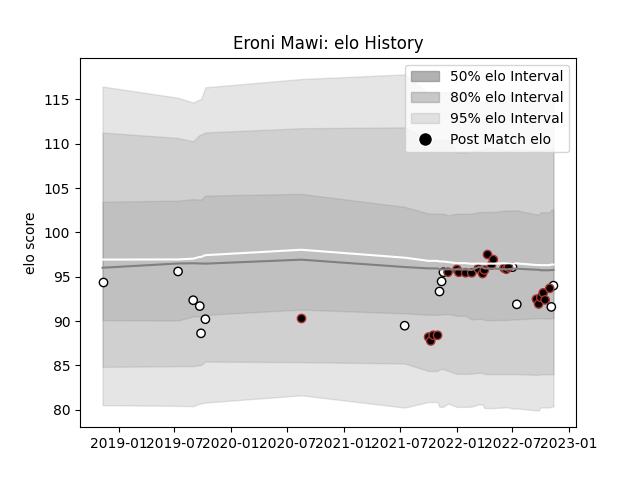 Eroni Mawi: elo History
50% elo Interval
80% elo Interval
95% elo Interval
Post Match elo
elo score
115
110
105
100
95
90
85
80
2019-01 2019-07 2020-01 2020-07 2021-01 2021-07 2022-01 2022-07 2023-01